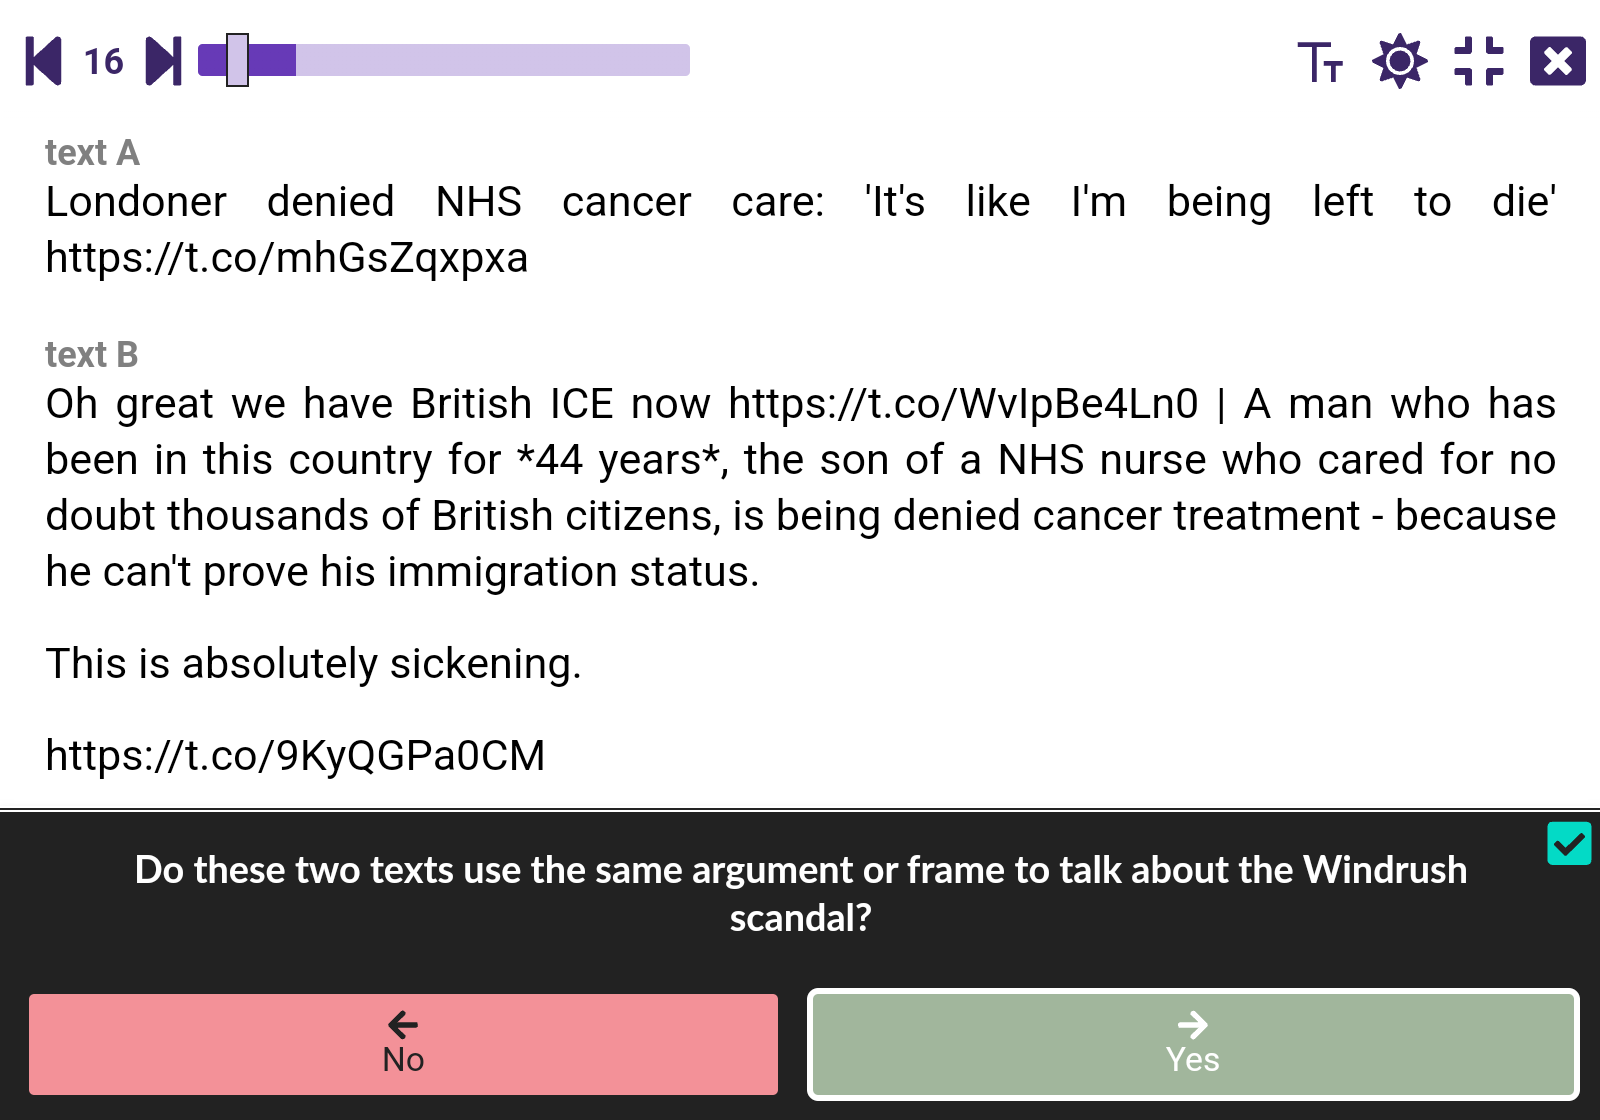 16
text A
Londoner denied NHS cancer care: 'It's like I'm being left to die'
https://t.co/mhGsZqxpxa
text B
Oh great we have British ICE now https://t.co/WvIpBe4Ln0 | A man who has
been in this country for *44 years*, the son of a NHS nurse who cared for no
doubt thousands of British citizens, is being denied cancer treatment - because
he can't prove his immigration status.
This is absolutely sickening.
https://t.co/9KyQGPa0CM
Do these two texts use the same argument or frame to talk about the Windrush
scandal?
No
Yes